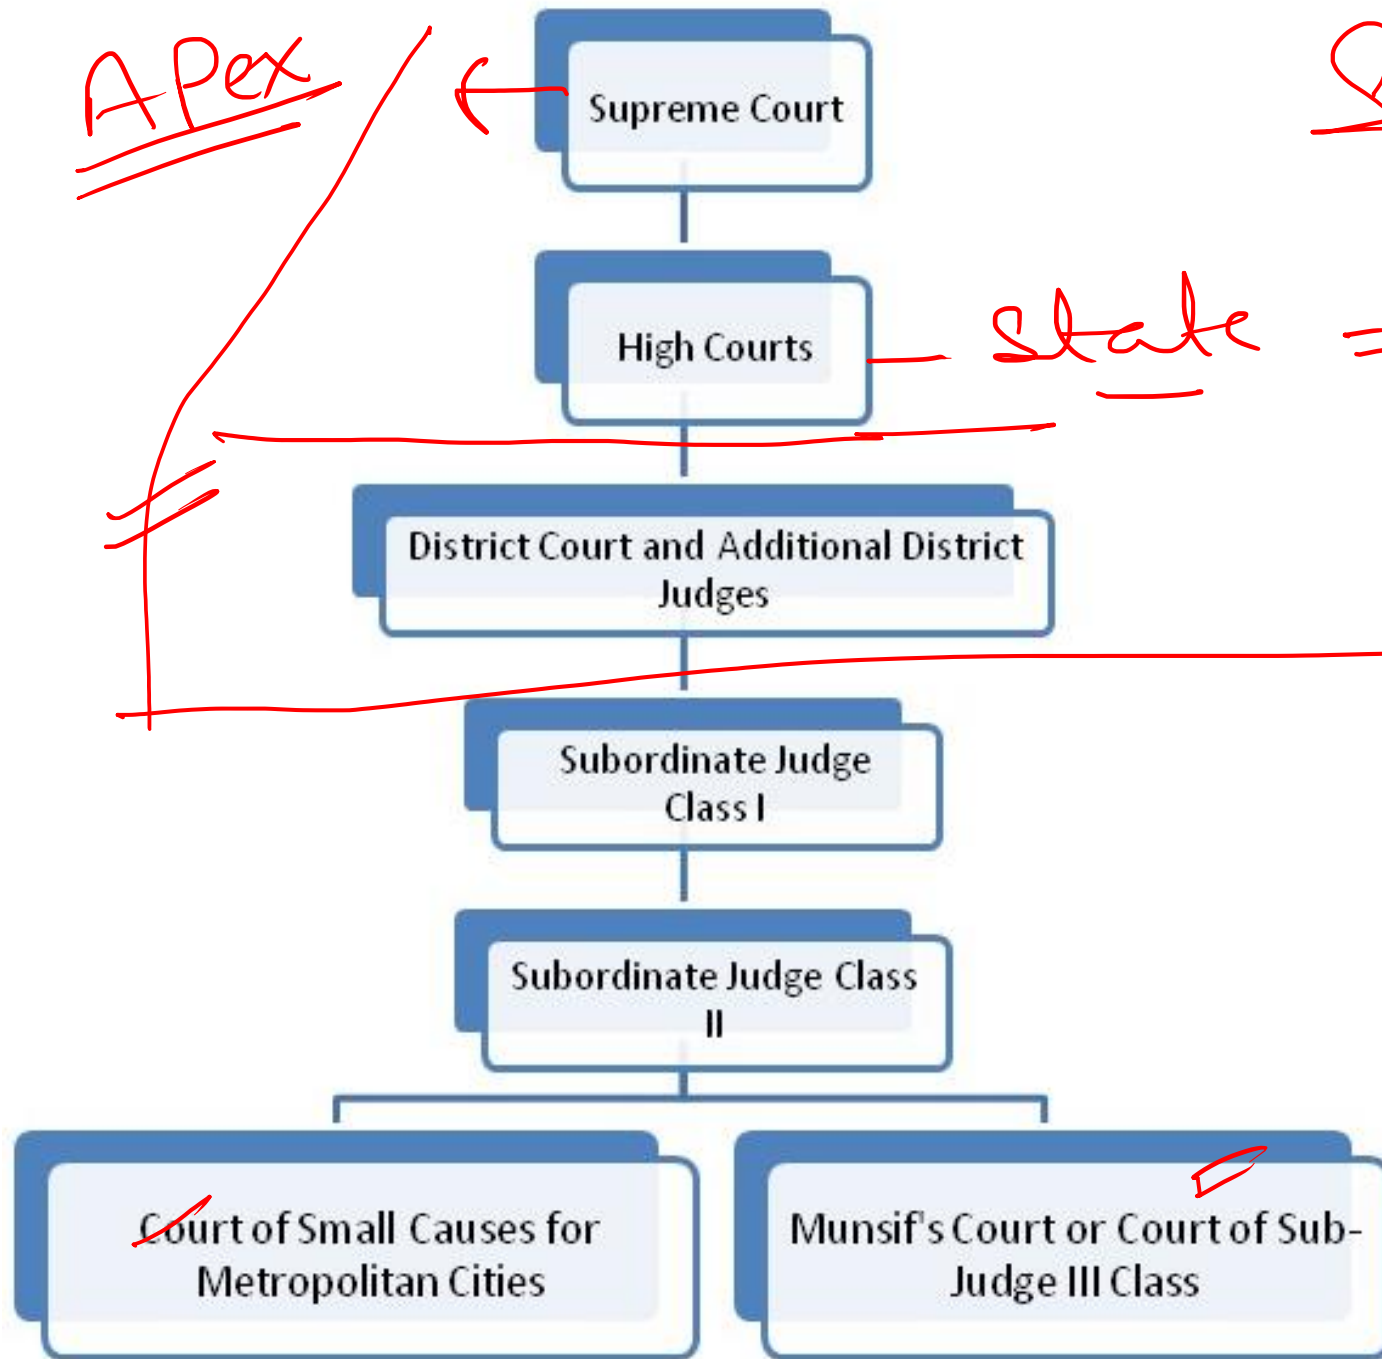 APex
Supreme Court
High Courts
State =
District Court and Additional District
Judges
Subordinate Judge
Class I
Subordinate Judge Class
II
Court of Small Causes for
Metropolitan Cities
Munsif's Court or Court of Sub-
Judge III Class